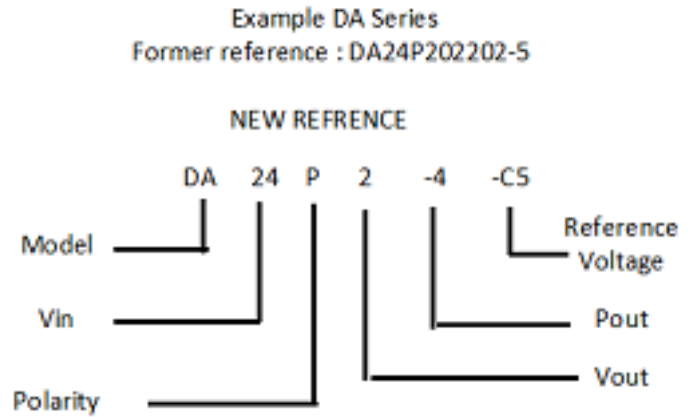 Example DA Series
Former reference : DA24P202202-5
NEW REFRENCE
DA 24 P 2 -4 -C5
Reference
Voltage
Model
Vin
Pout
Vout
Polarity